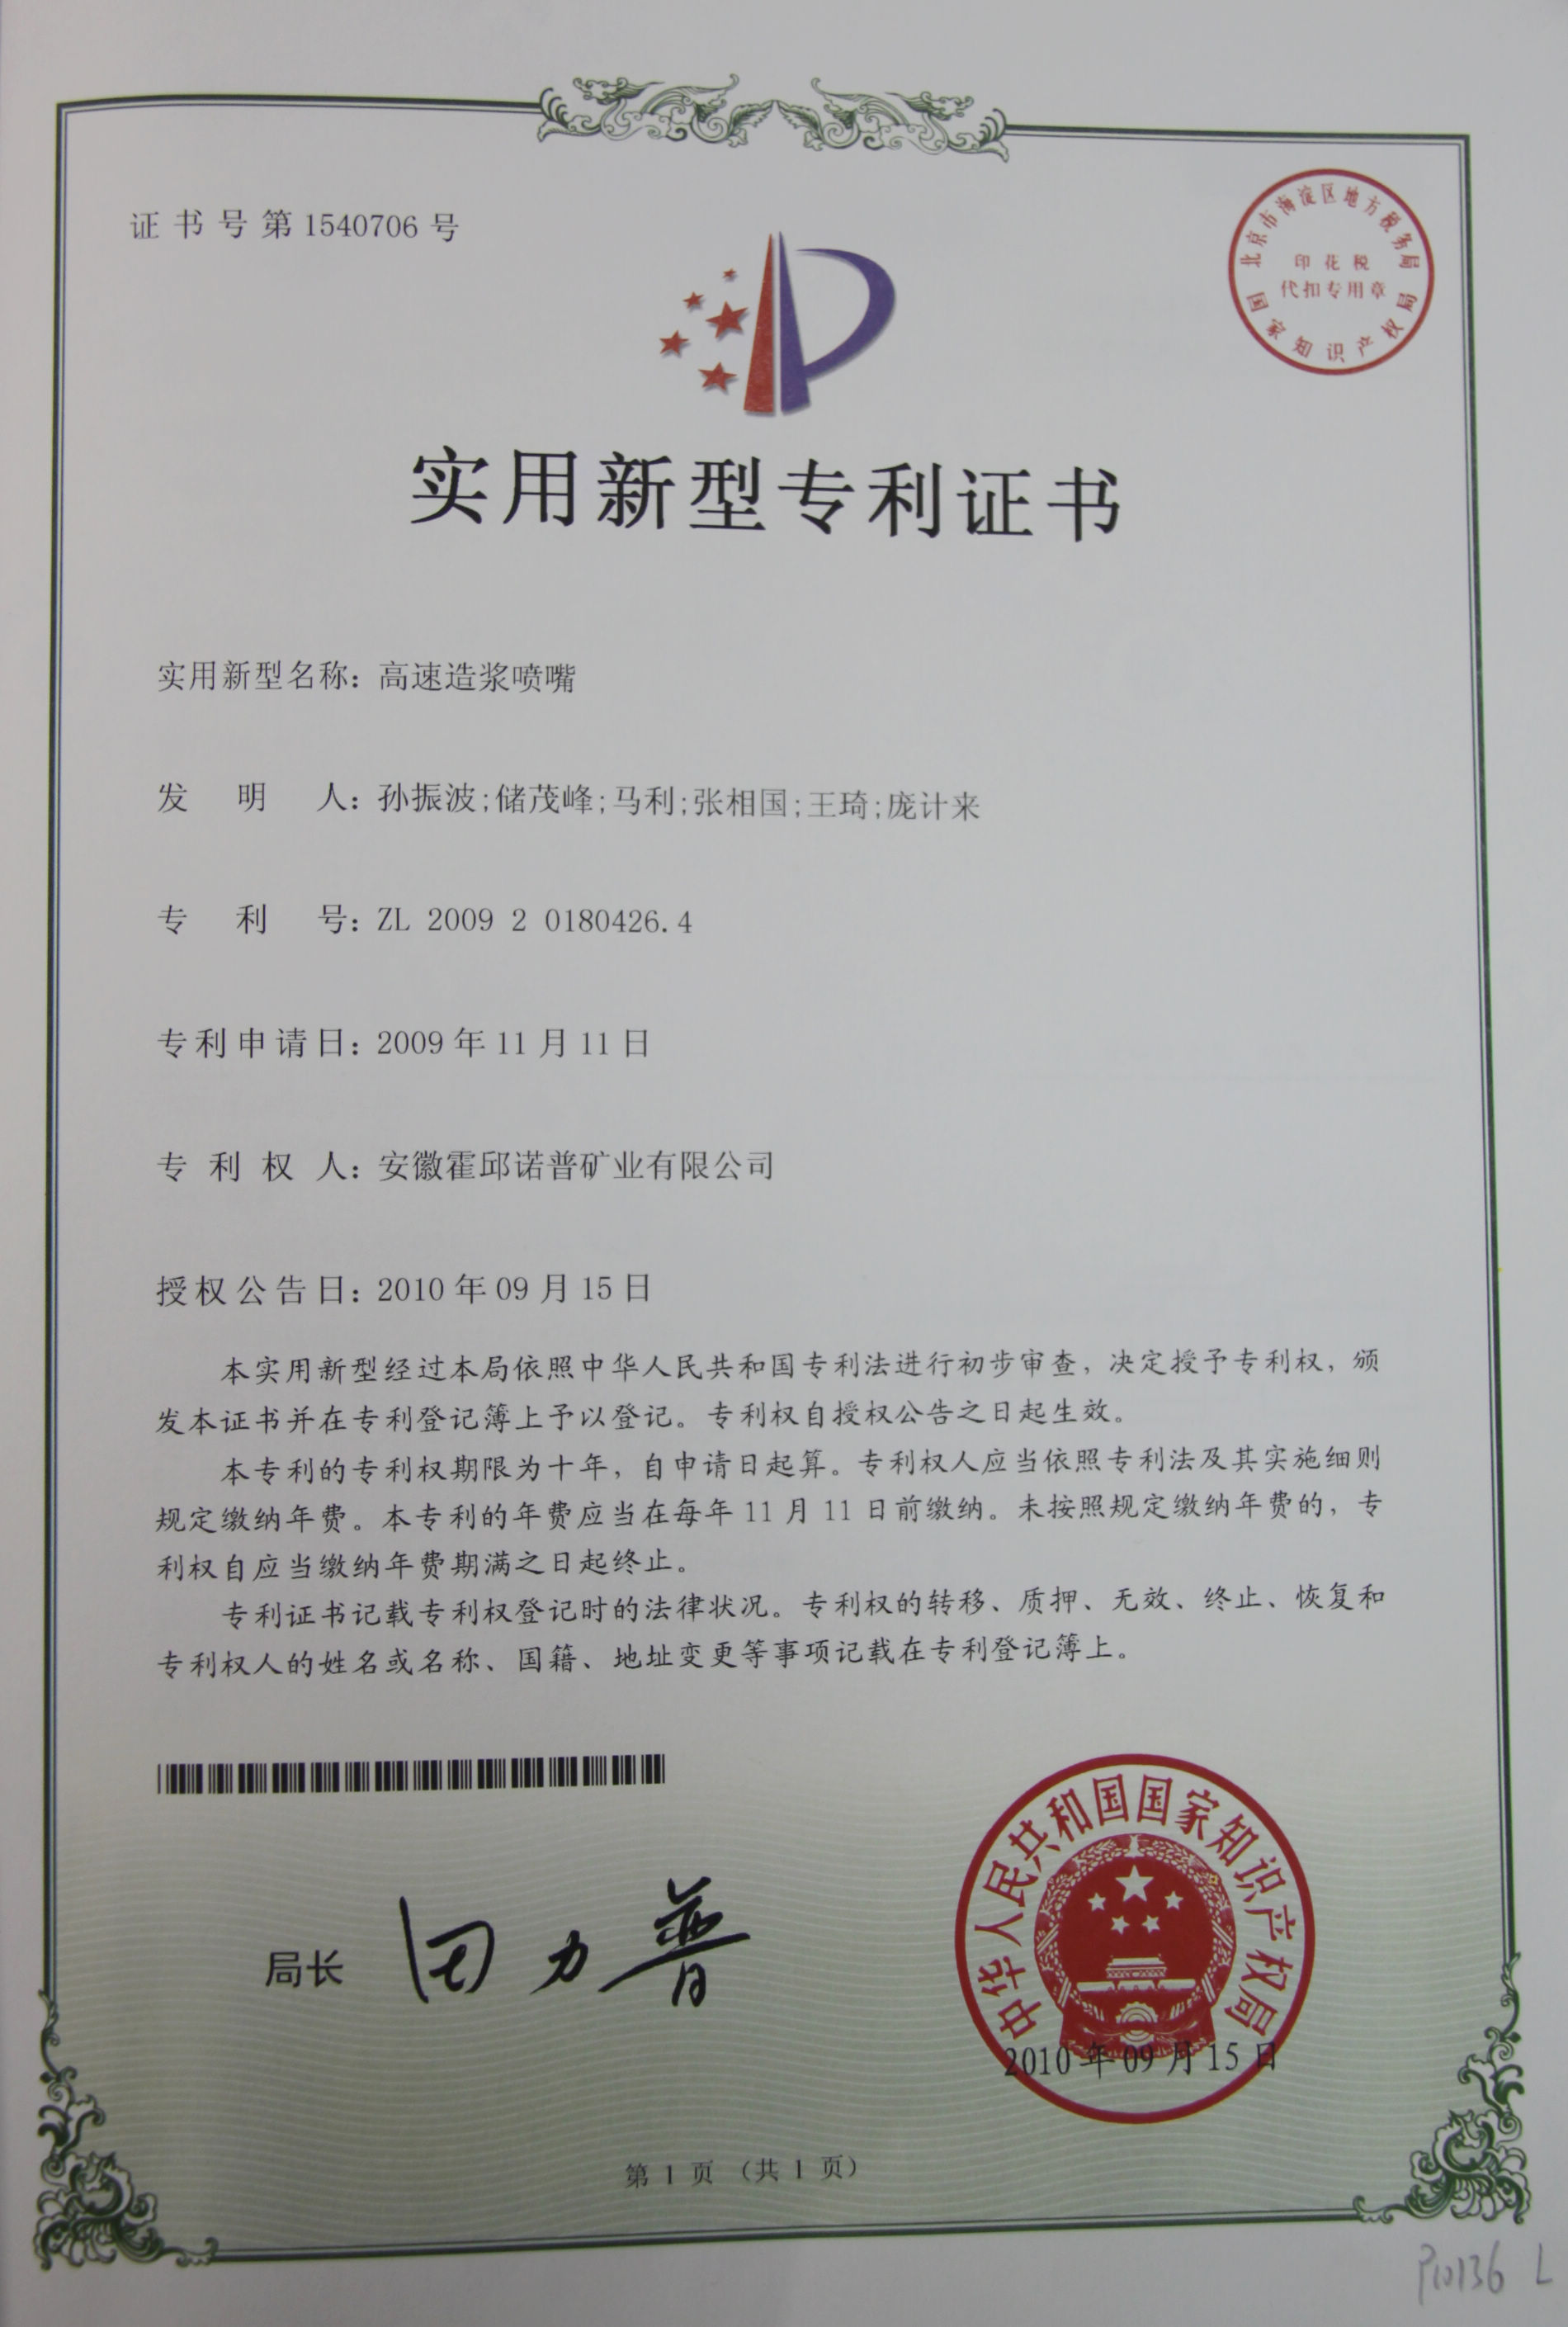 证书号第1540706号
北京市海淀区地方税务局
印花税
代扣专用章
国家知识产权局
实用新型专利证书
实用新型名称：高速造浆喷嘴
发明人：孙振波;储茂峰;马利;张相国;王琦;庞计来
专利号：ZL 2009 2 0180426.4
专利申请日：2009年11月11日
专利权人：安徽霍邱诺普矿业有限公司
授权公告日：2010年09月15日
本实用新型经过本局依照中华人民共和国专利法进行初步审查，决定授予专利权，颁
发本证书并在专利登记簿上予以登记。专利权自授权公告之日起生效。
本专利的专利权期限为十年，自申请日起算。专利权人应当依照专利法及其实施细则
规定缴纳年费。本专利的年费应当在每年11月11日前缴纳。未按照规定缴纳年费的，专
利权自应当缴纳年费期满之日起终止。
专利证书记载专利权登记时的法律状况。专利权的转移、质押、无效、终止、恢复和
专利权人的姓名或名称、国籍、地址变更等事项记载在专利登记簿上。
局长 田力普
中华人民共和国国家知识产权局
2010年09月15日
第1页（共1页）
P10136 L